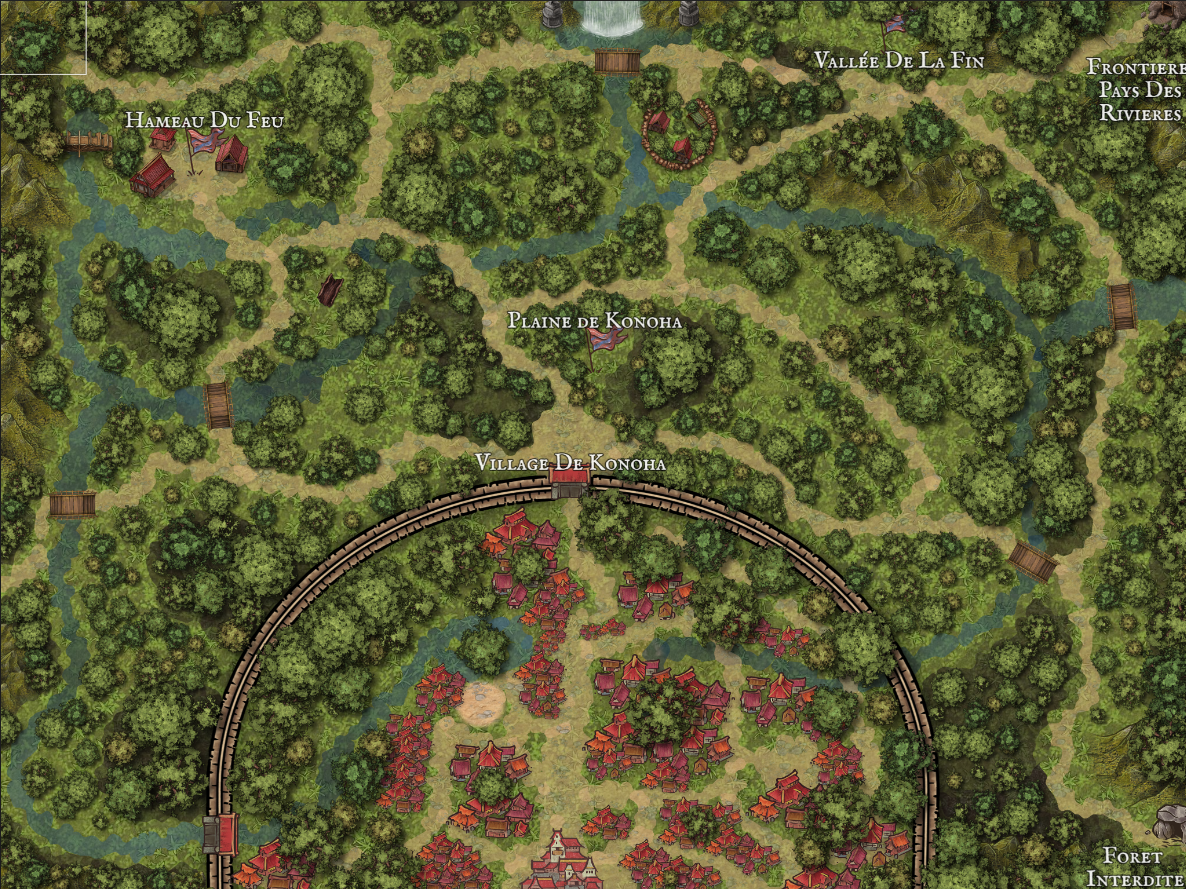 Vallée De La Fin
Frontiere
Pays Des
Rivieres
Hameau Du Feu
Plaine de Konoha
Village De Konoha
Foret
Interdite